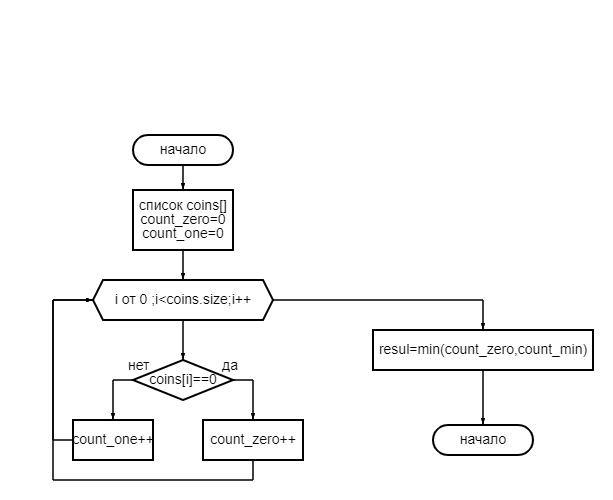 начало
список coins[]
count_zero=0
count_one=0
i от 0 ;i<coins.size;i++
нет
да
coins[i]==0
count_one++
count_zero++
resul=min(count_zero,count_min)
начало